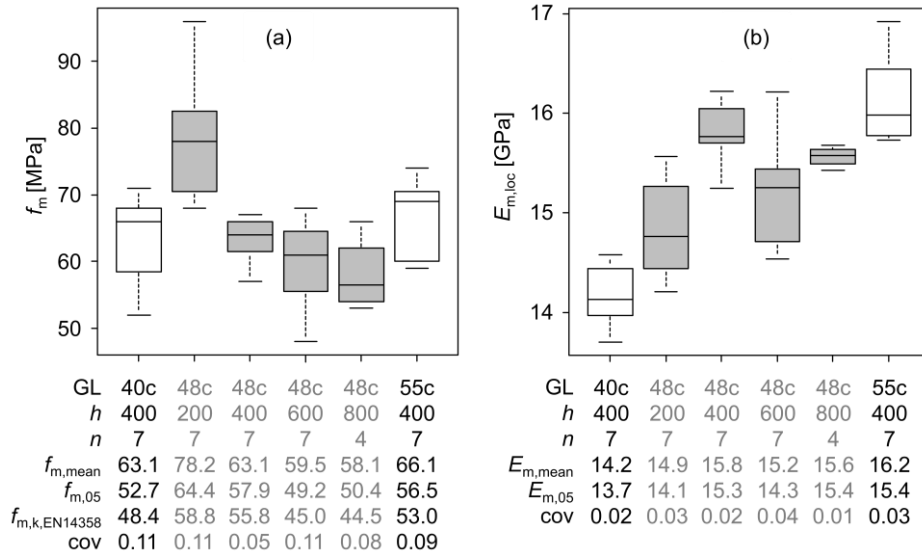 (a)
90
80
70
60
50
f_m [MPa]
GL 40c 48c 48c 48c 48c 55c
h 400 200 400 600 800 400
n 7 7 7 7 4 7
f_m,mean 63.1 78.2 63.1 59.5 58.1 66.1
f_m,05 52.7 64.4 57.9 49.2 50.4 56.5
f_m,k,EN14358 48.4 58.8 55.8 45.0 44.5 53.0
cov 0.11 0.11 0.05 0.11 0.08 0.09
(b)
17
16
15
14
E_m,loc [GPa]
GL 40c 48c 48c 48c 48c 55c
h 400 200 400 600 800 400
n 7 7 7 7 4 7
E_m,mean 14.2 14.9 15.8 15.2 15.6 16.2
E_m,05 13.7 14.1 15.3 14.3 15.4 15.4
cov 0.02 0.03 0.02 0.04 0.01 0.03